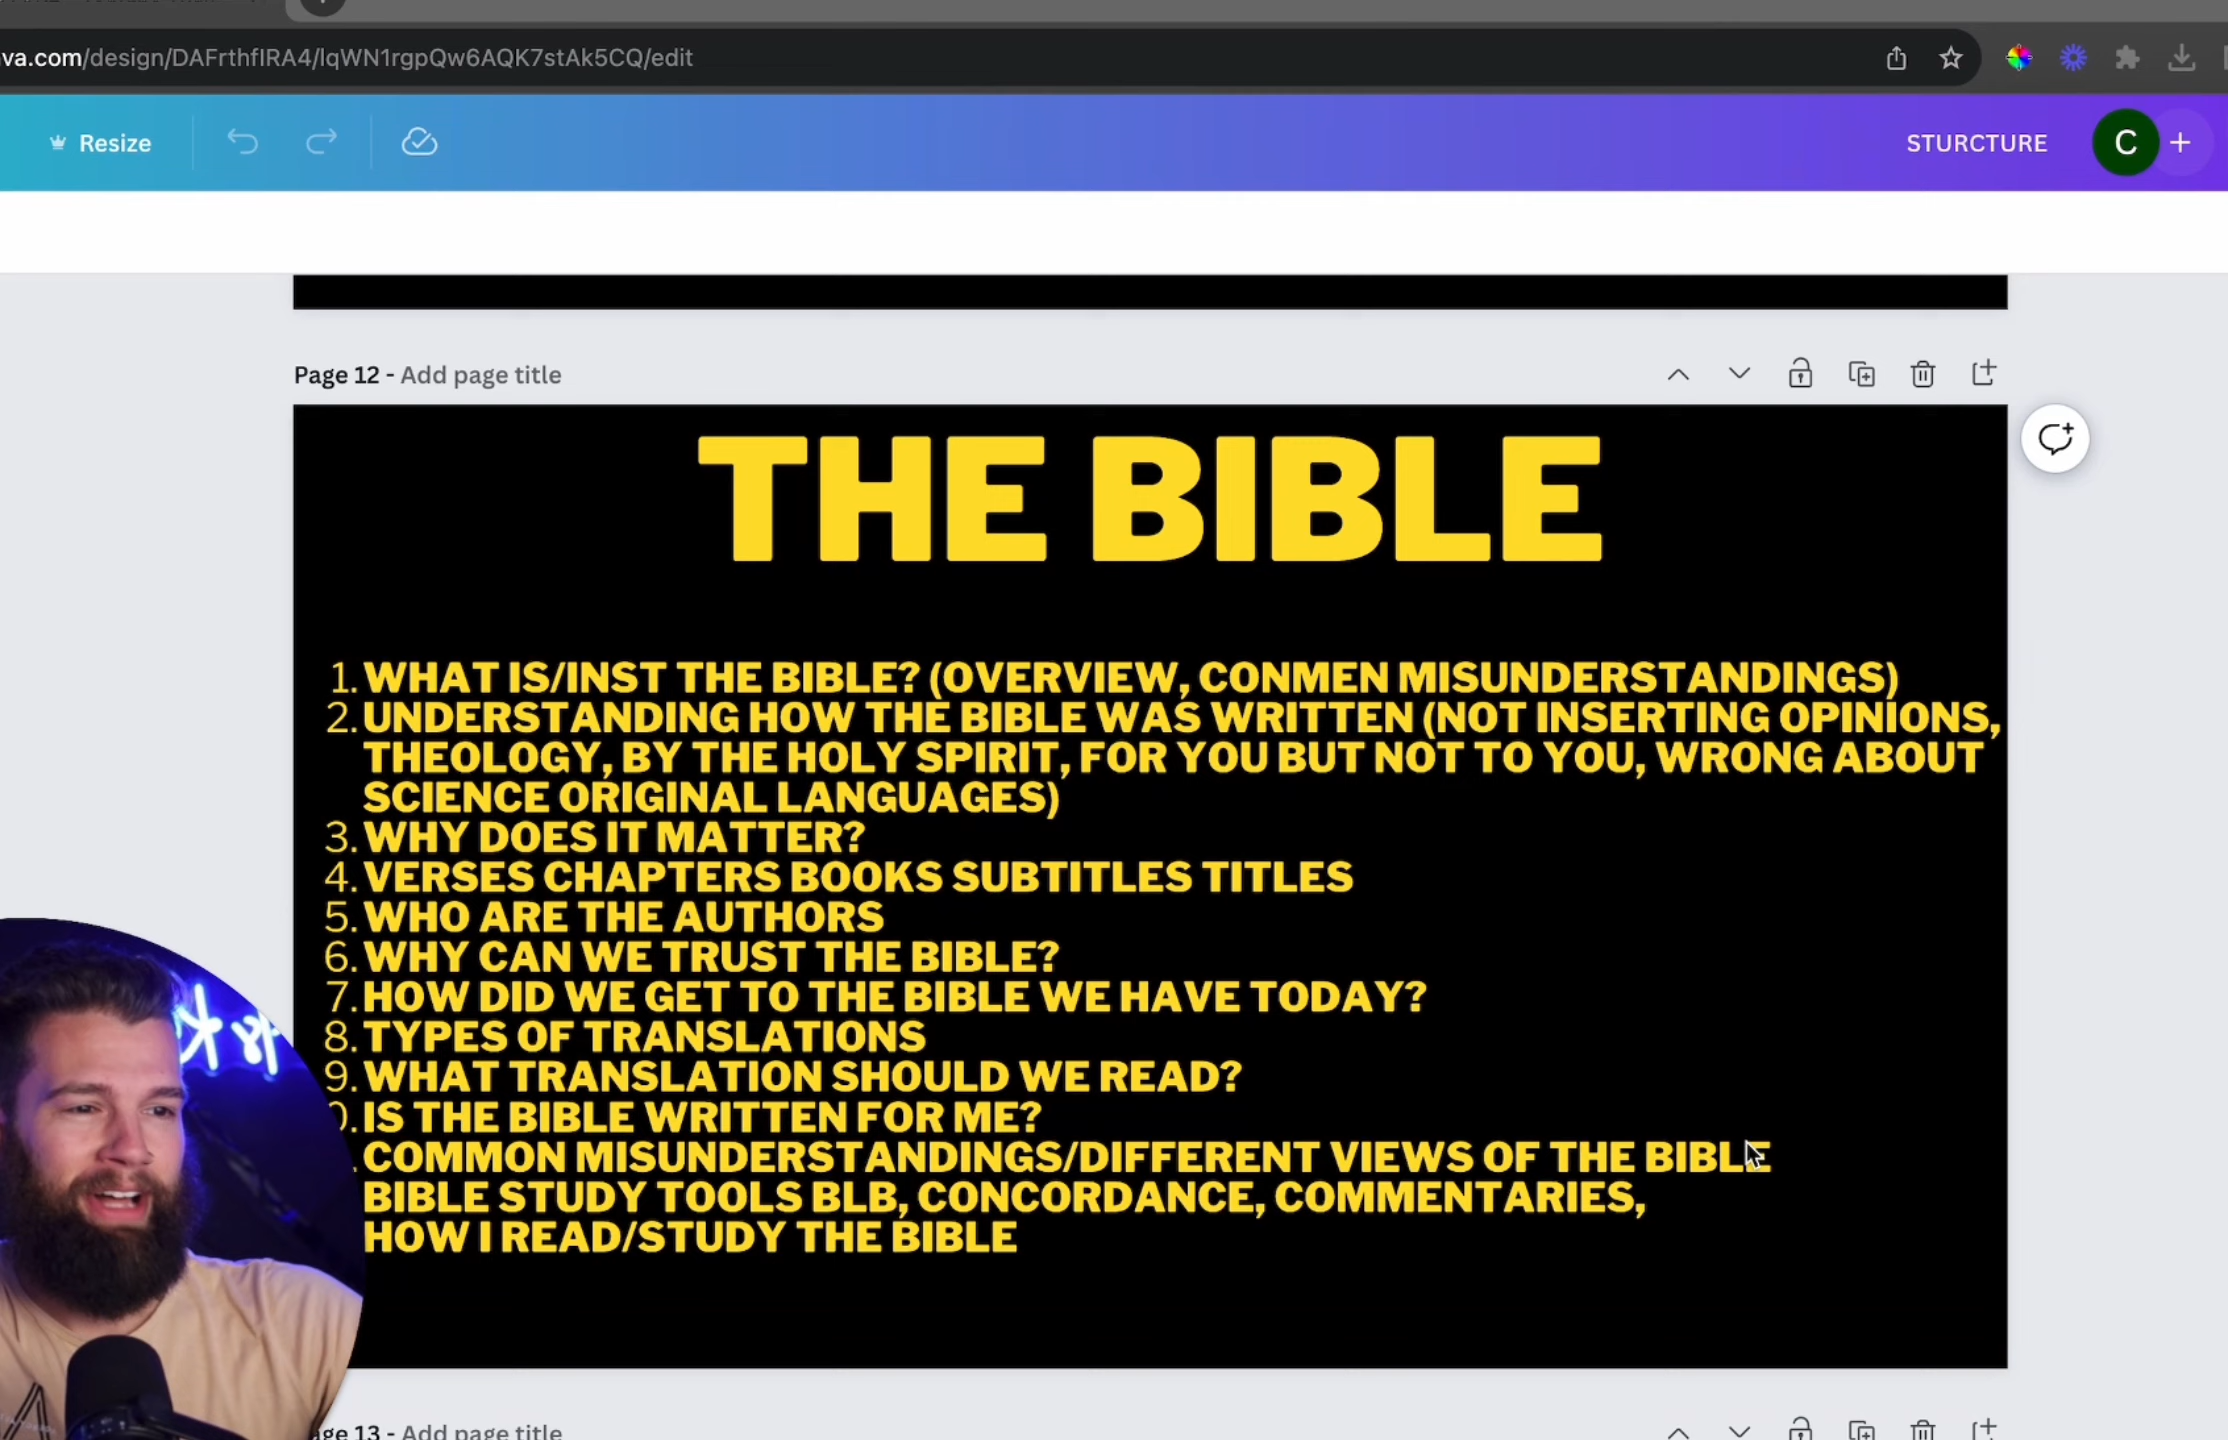 va.com/design/DAFrthfIRA4/lqWN1rgpQw6AQK7stAk5CQ/edit
Resize
STURCTURE
C
Page 12 - Add page title
THE BIBLE
1. WHAT IS/INST THE BIBLE? (OVERVIEW, CONMEN MISUNDERSTANDINGS)
2. UNDERSTANDING HOW THE BIBLE WAS WRITTEN (NOT INSERTING OPINIONS,
THEOLOGY, BY THE HOLY SPIRIT, FOR YOU BUT NOT TO YOU, WRONG ABOUT
SCIENCE ORIGINAL LANGUAGES)
3. WHY DOES IT MATTER?
4. VERSES CHAPTERS BOOKS SUBTITLES TITLES
5. WHO ARE THE AUTHORS
6. WHY CAN WE TRUST THE BIBLE?
7. HOW DID WE GET TO THE BIBLE WE HAVE TODAY?
8. TYPES OF TRANSLATIONS
9. WHAT TRANSLATION SHOULD WE READ?
. IS THE BIBLE WRITTEN FOR ME?
. COMMON MISUNDERSTANDINGS/DIFFERENT VIEWS OF THE BIBLE
BIBLE STUDY TOOLS BLB, CONCORDANCE, COMMENTARIES,
HOW I READ/STUDY THE BIBLE
ge 13 - Add page title